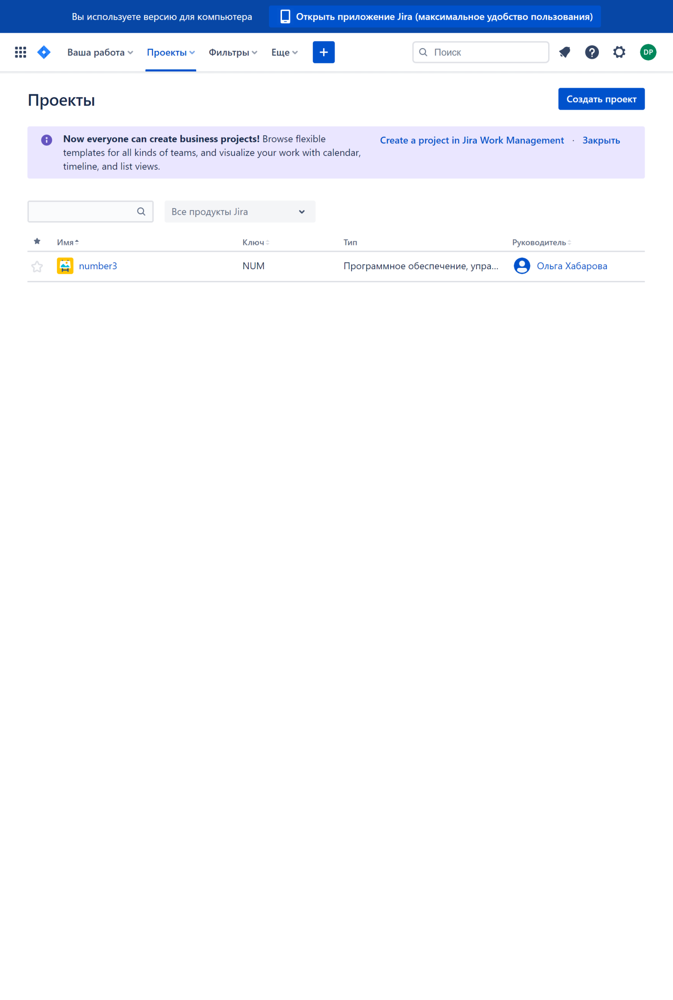 Вы используете версию для компьютера
Открыть приложение Jira (максимальное удобство пользования)
Ваша работа
Проекты
Фильтры
Еще
Поиск
DP
Проекты
Создать проект
Now everyone can create business projects! Browse flexible
templates for all kinds of teams, and visualize your work with calendar,
timeline, and list views.
Create a project in Jira Work Management · Закрыть
Все продукты Jira
Имя Ключ Тип Руководитель
number3 NUM Программное обеспечение, упра... Ольга Хабарова